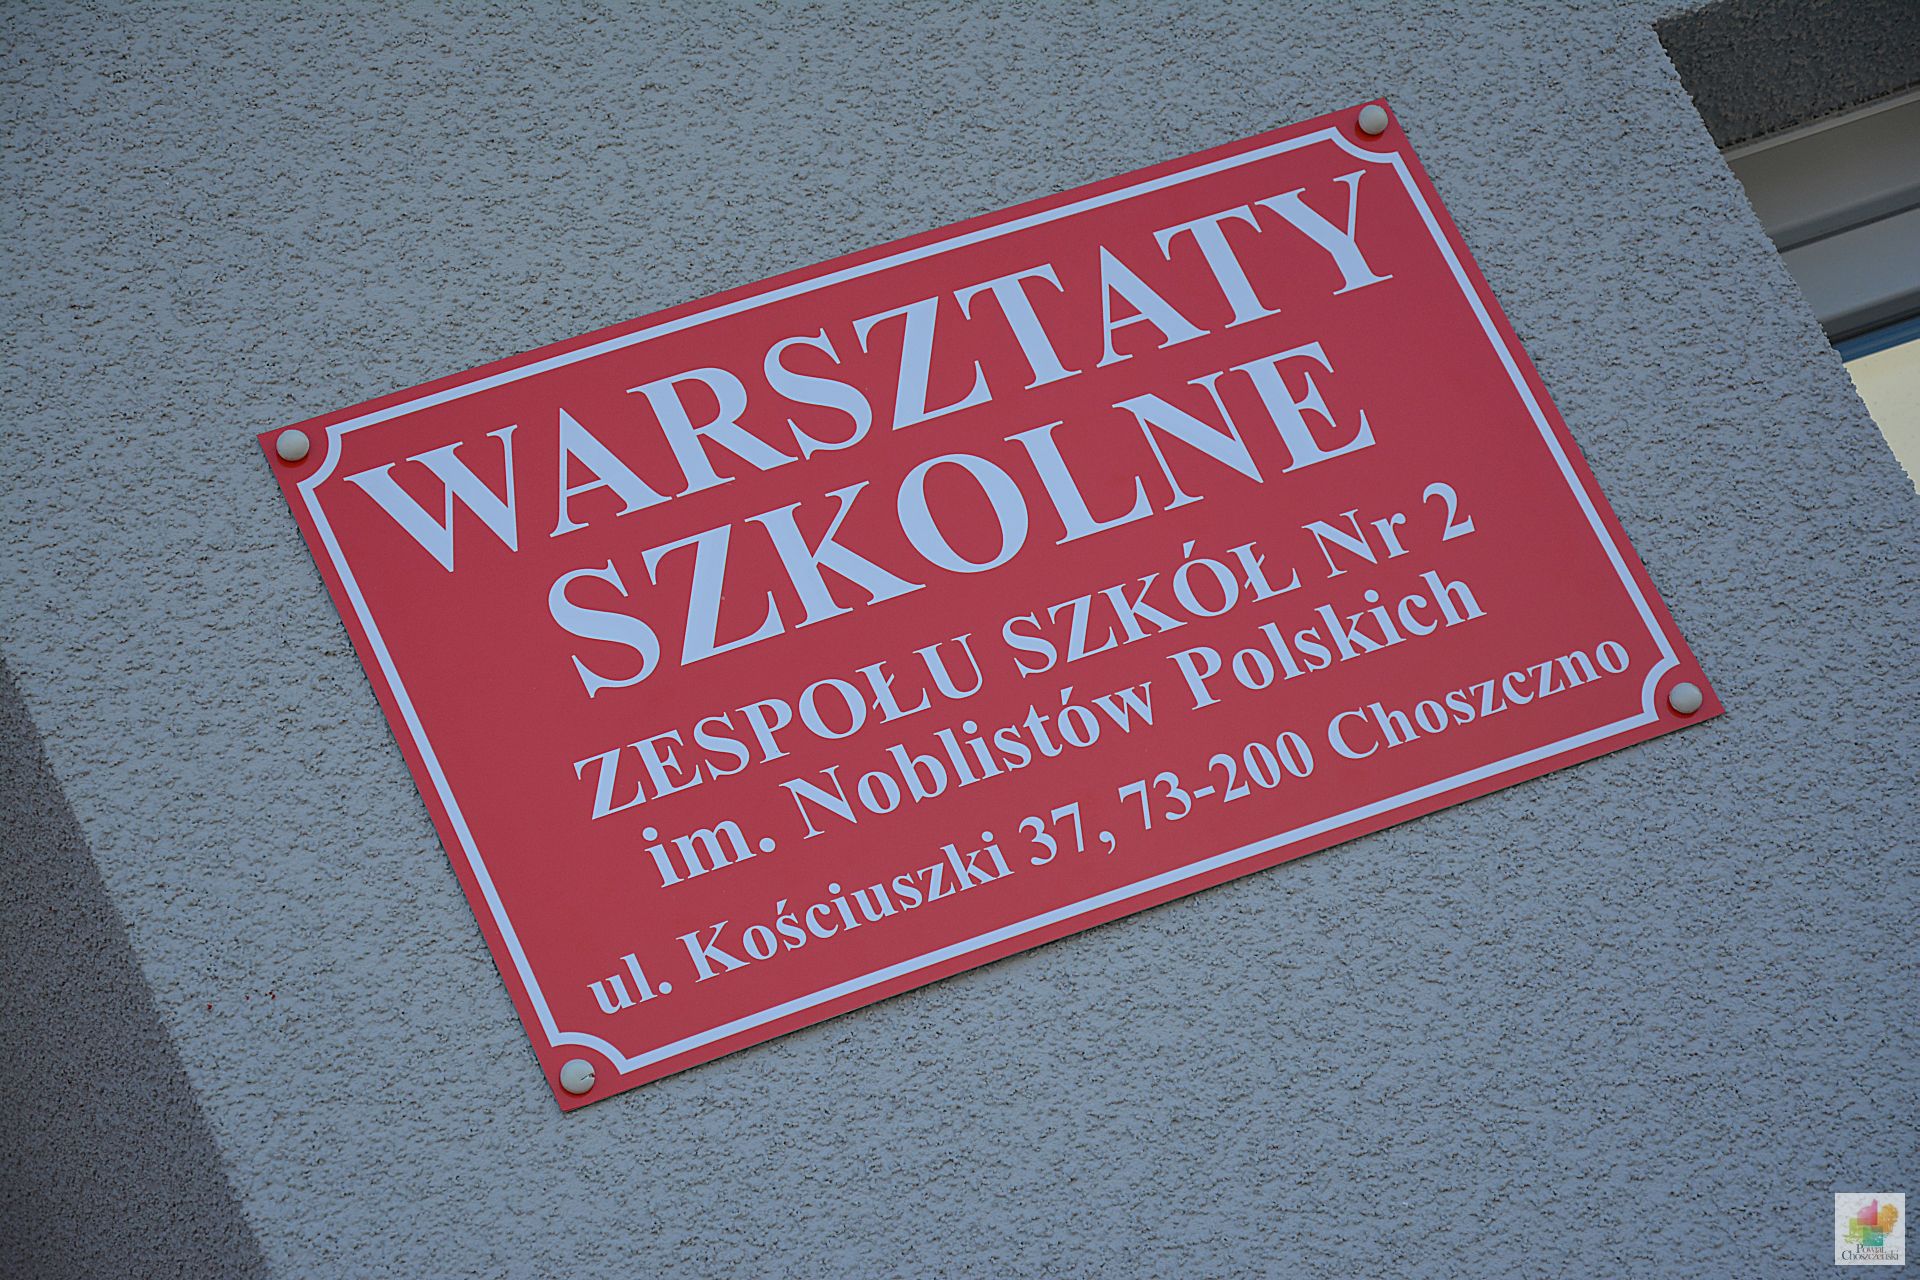 WARSZTATY
SZKOLNE
ZESPOŁU SZKÓŁ Nr 2
im. Noblistów Polskich
ul. Kościuszki 37, 73-200 Choszczno
Powiat
Choszczeński